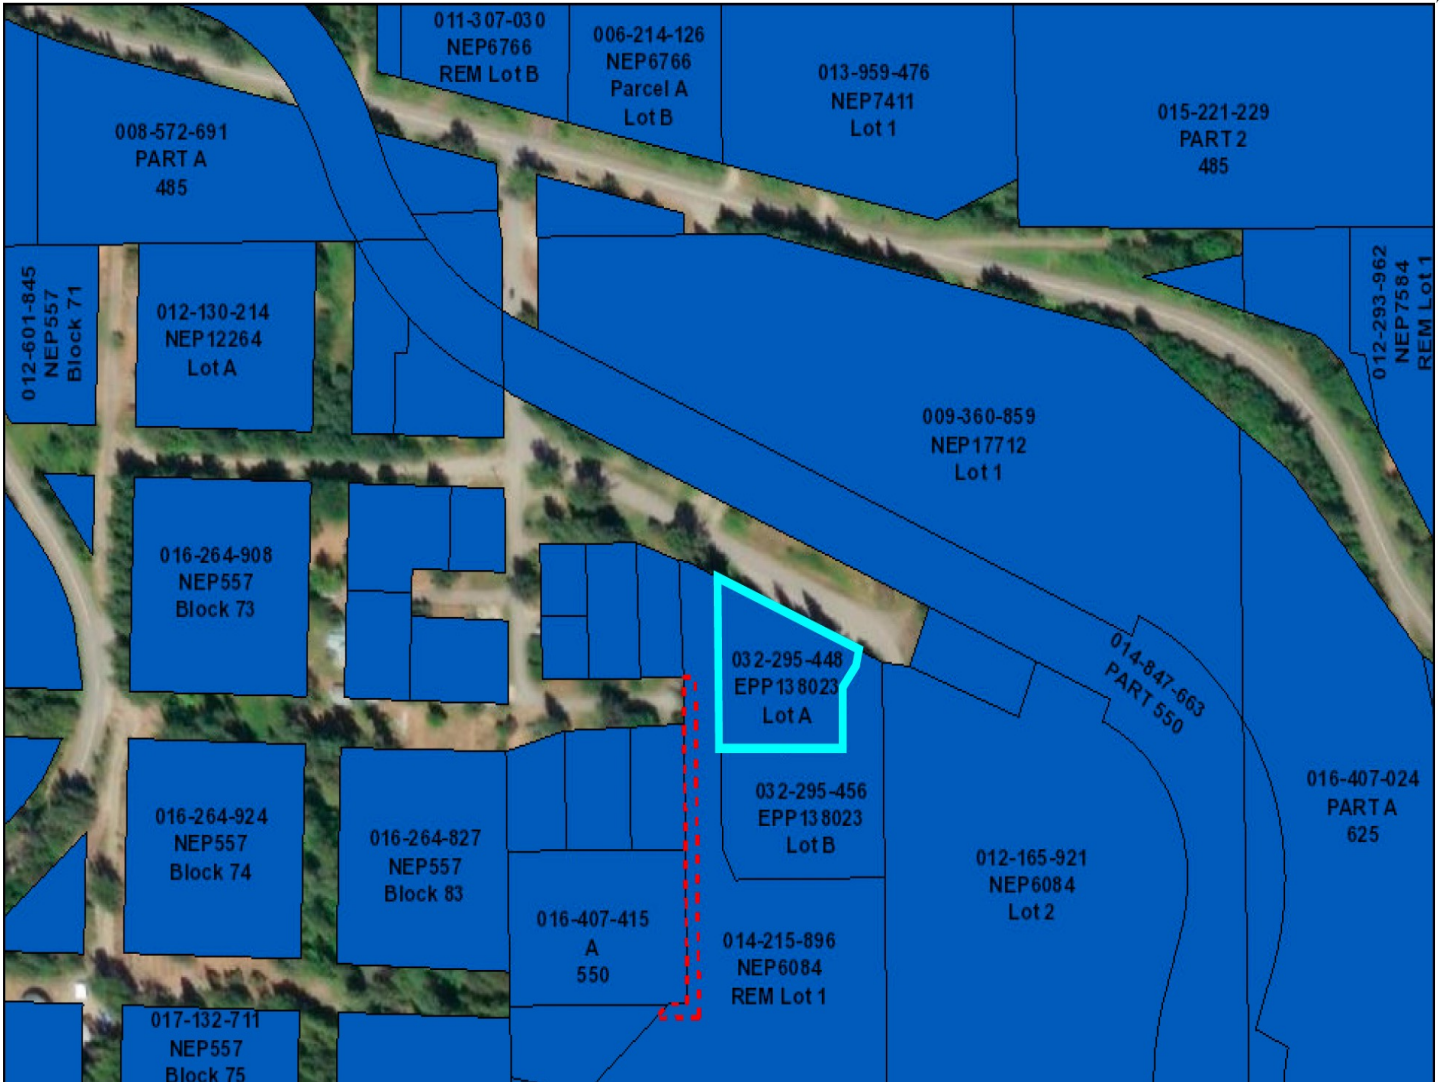 011-307-030
NEP6766
REM Lot B
006-214-126
NEP6766
Parcel A
Lot B
013-959-476
NEP7411
Lot 1
015-221-229
PART 2
485
008-572-691
PART A
485
012-601-845
NEP557
Block 71
012-130-214
NEP12264
Lot A
012-293-962
NEP7584
REM Lot 1
009-360-859
NEP17712
Lot 1
016-264-908
NEP557
Block 73
032-295-448
EPP138023
Lot A
014-847-663
PART 550
016-264-924
NEP557
Block 74
016-264-827
NEP557
Block 83
032-295-456
EPP138023
Lot B
012-165-921
NEP6084
Lot 2
016-407-024
PART A
625
016-407-415
A
550
014-215-896
NEP6084
REM Lot 1
017-132-711
NEP557
Block 75